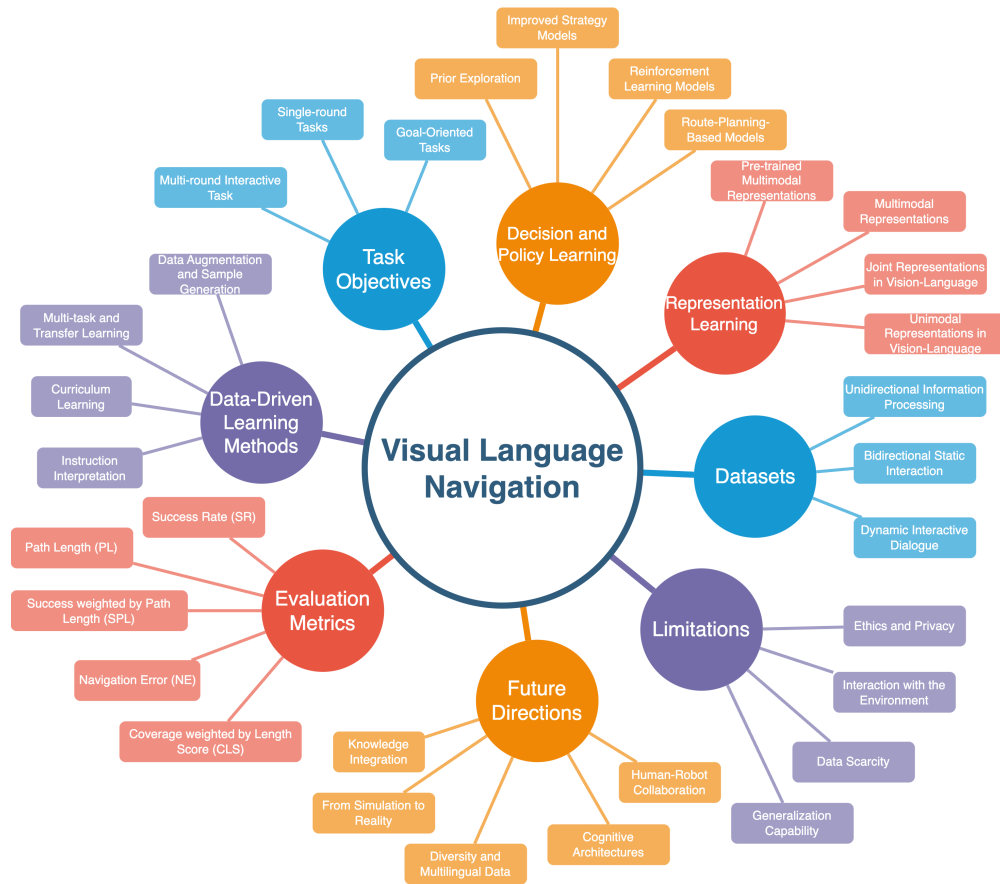 Visual Language
Navigation
Task
Objectives
Single-round
Tasks
Goal-Oriented
Tasks
Multi-round Interactive
Task
Decision and
Policy Learning
Improved Strategy
Models
Prior Exploration
Reinforcement
Learning Models
Route-Planning-
Based Models
Representation
Learning
Pre-trained
Multimodal
Representations
Multimodal
Representations
Joint Representations
in Vision-Language
Unimodal
Representations in
Vision-Language
Datasets
Unidirectional Information
Processing
Bidirectional Static
Interaction
Dynamic Interactive
Dialogue
Limitations
Ethics and Privacy
Interaction with the
Environment
Data Scarcity
Generalization
Capability
Future
Directions
Human-Robot
Collaboration
Cognitive
Architectures
Diversity and
Multilingual Data
From Simulation to
Reality
Knowledge
Integration
Evaluation
Metrics
Success Rate (SR)
Path Length (PL)
Success weighted by Path
Length (SPL)
Navigation Error (NE)
Coverage weighted by Length
Score (CLS)
Data-Driven
Learning
Methods
Data Augmentation
and Sample
Generation
Multi-task and
Transfer Learning
Curriculum
Learning
Instruction
Interpretation